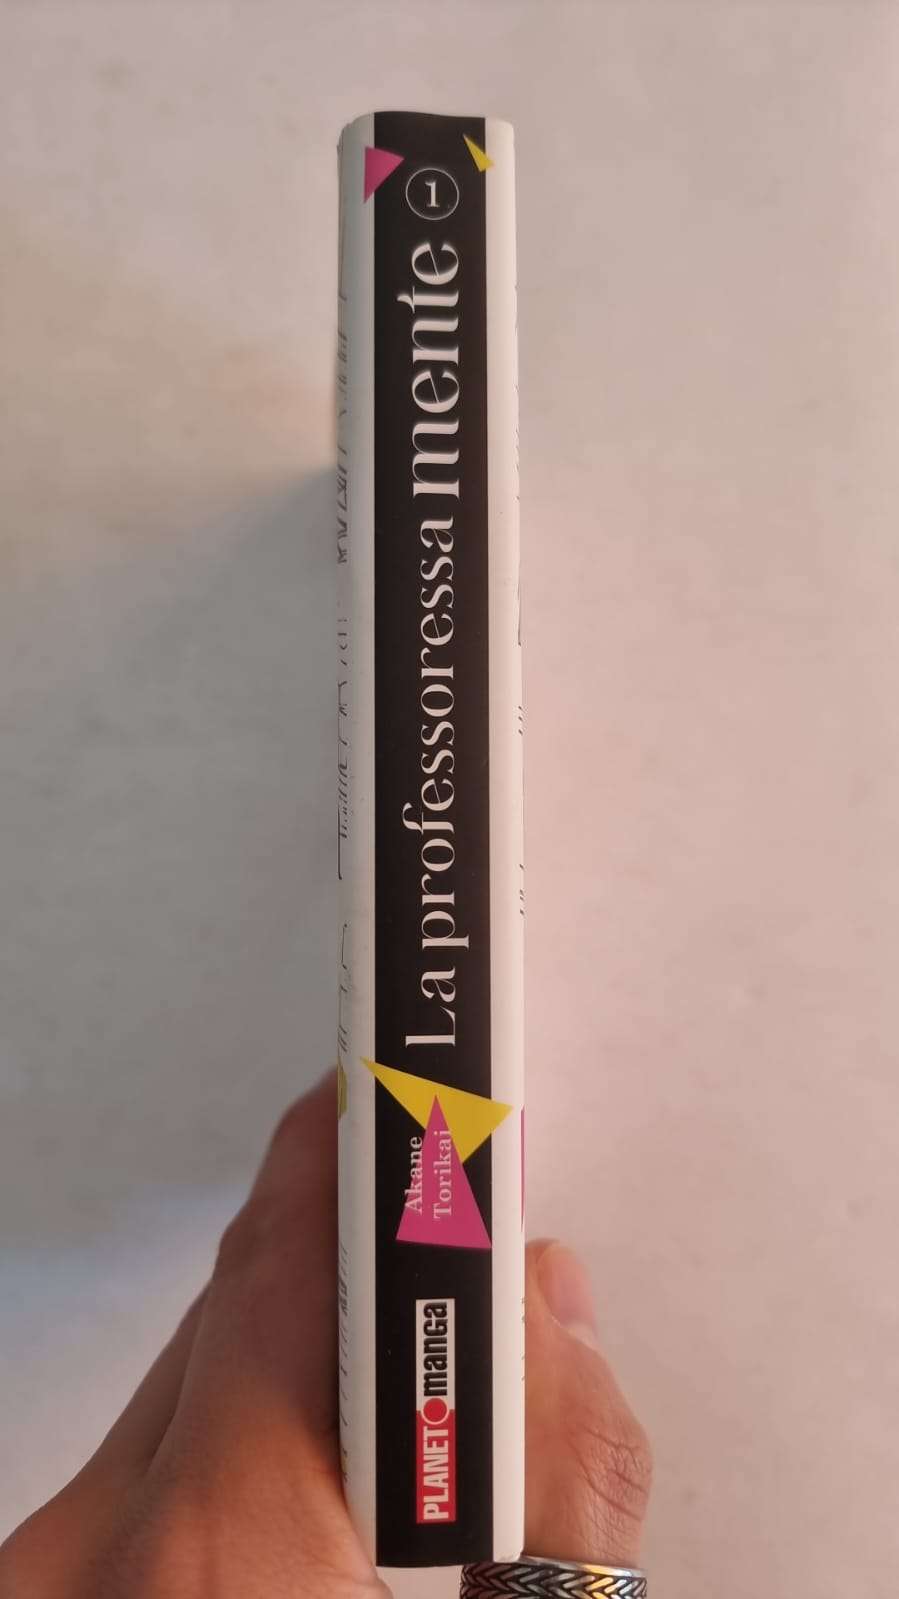 La professoressa mente 1
Akane
Torikai
PLANET manga